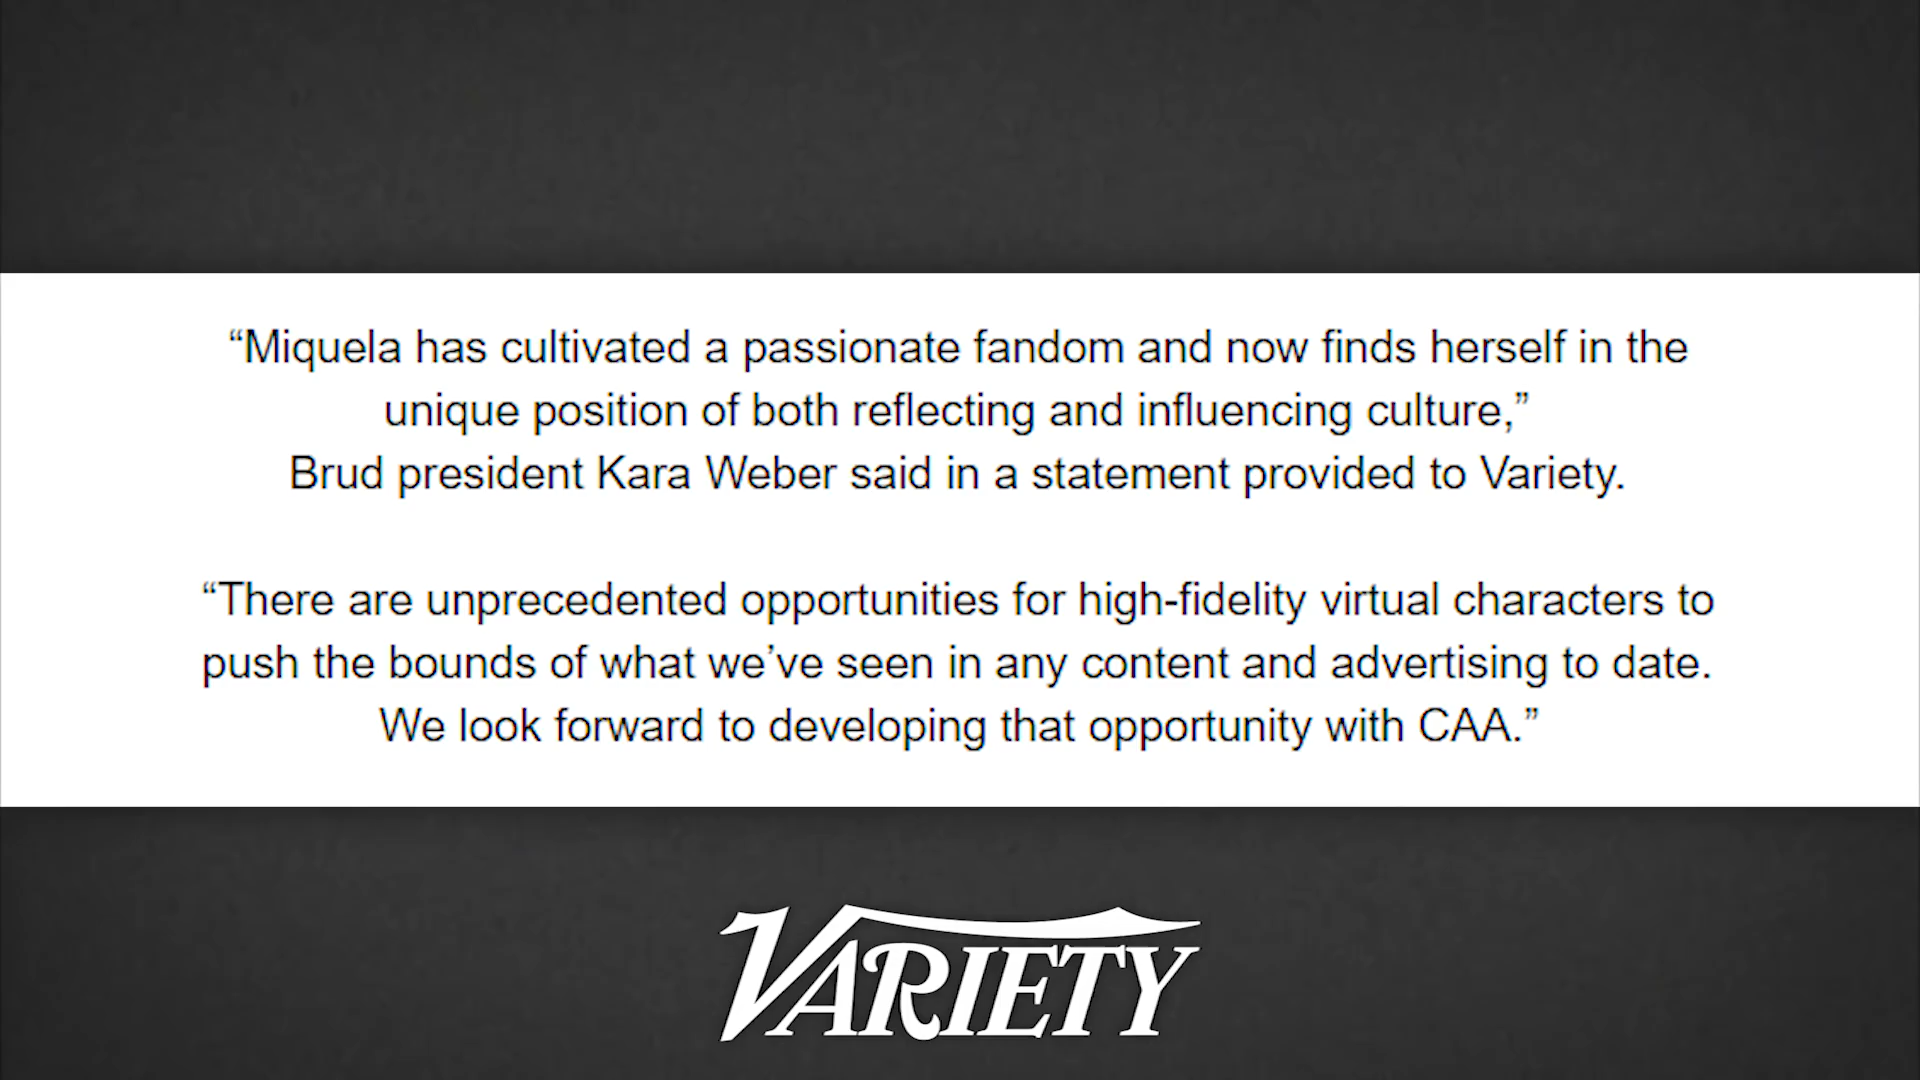 “Miquela has cultivated a passionate fandom and now finds herself in the
unique position of both reflecting and influencing culture,”
Brud president Kara Weber said in a statement provided to Variety.
“There are unprecedented opportunities for high-fidelity virtual characters to
push the bounds of what we’ve seen in any content and advertising to date.
We look forward to developing that opportunity with CAA.”
VARIETY